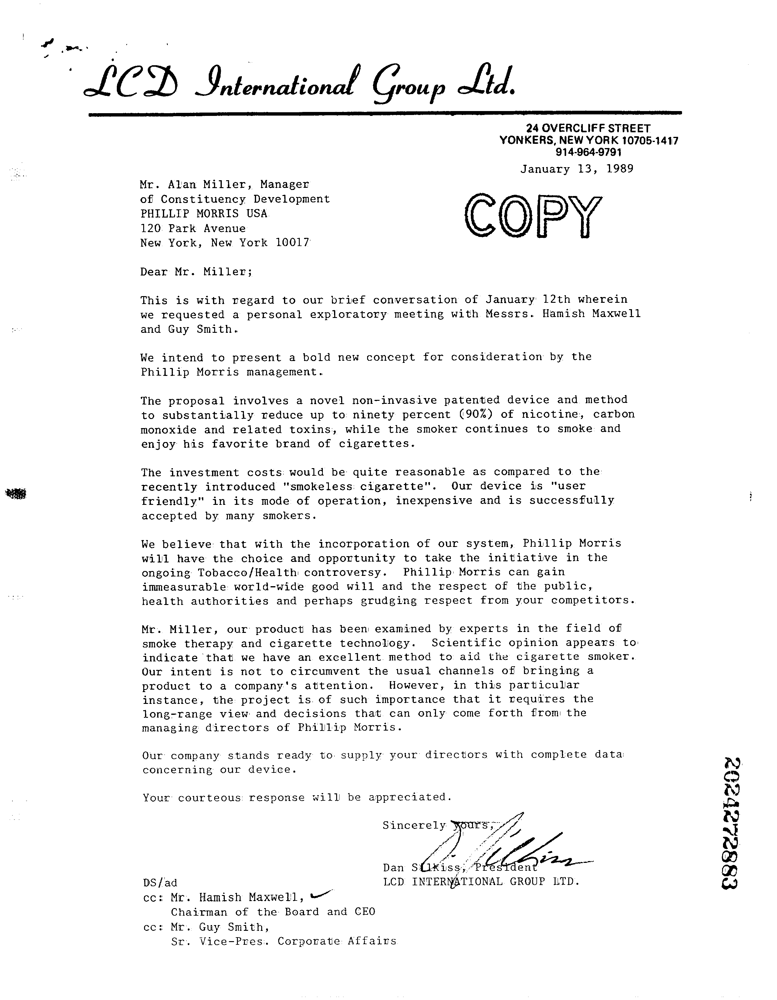 LCD International Group Ltd.
24 OVERCLIFF STREET
YONKERS, NEW YORK 10705-1417
914-964-9791
January 13, 1989
COPY
Mr. Alan Miller, Manager
of Constituency Development
PHILLIP MORRIS USA
120 Park Avenue
New York, New York 10017
Dear Mr. Miller;
This is with regard to our brief conversation of January 12th wherein
we requested a personal exploratory meeting with Messrs. Hamish Maxwell
and Guy Smith.
We intend to present a bold new concept for consideration by the
Phillip Morris management.
The proposal involves a novel non-invasive patented device and method
to substantially reduce up to ninety percent (90%) of nicotine, carbon
monoxide and related toxins, while the smoker continues to smoke and
enjoy his favorite brand of cigarettes.
The investment costs would be quite reasonable as compared to the
recently introduced "smokeless cigarette". Our device is "user
friendly" in its mode of operation, inexpensive and is successfully
accepted by many smokers.
We believe that with the incorporation of our system, Phillip Morris
will have the choice and opportunity to take the initiative in the
ongoing Tobacco/Health controversy. Phillip Morris can gain
immeasurable world-wide good will and the respect of the public,
health authorities and perhaps grudging respect from your competitors.
Mr. Miller, our product has been examined by experts in the field of
smoke therapy and cigarette technology. Scientific opinion appears to
indicate that we have an excellent method to aid the cigarette smoker.
Our intent is not to circumvent the usual channels of bringing a
product to a company's attention. However, in this particular
instance, the project is of such importance that it requires the
long-range view and decisions that can only come forth from the
managing directors of Phillip Morris.
Our company stands ready to supply your directors with complete data
concerning our device.
Your courteous response will be appreciated.
Sincerely yours,
Dan Selkiss, President
LCD INTERNATIONAL GROUP LTD.
DS/ad
cc: Mr. Hamish Maxwell,
Chairman of the Board and CEO
cc: Mr. Guy Smith,
Sr. Vice-Pres. Corporate Affairs
2024272883